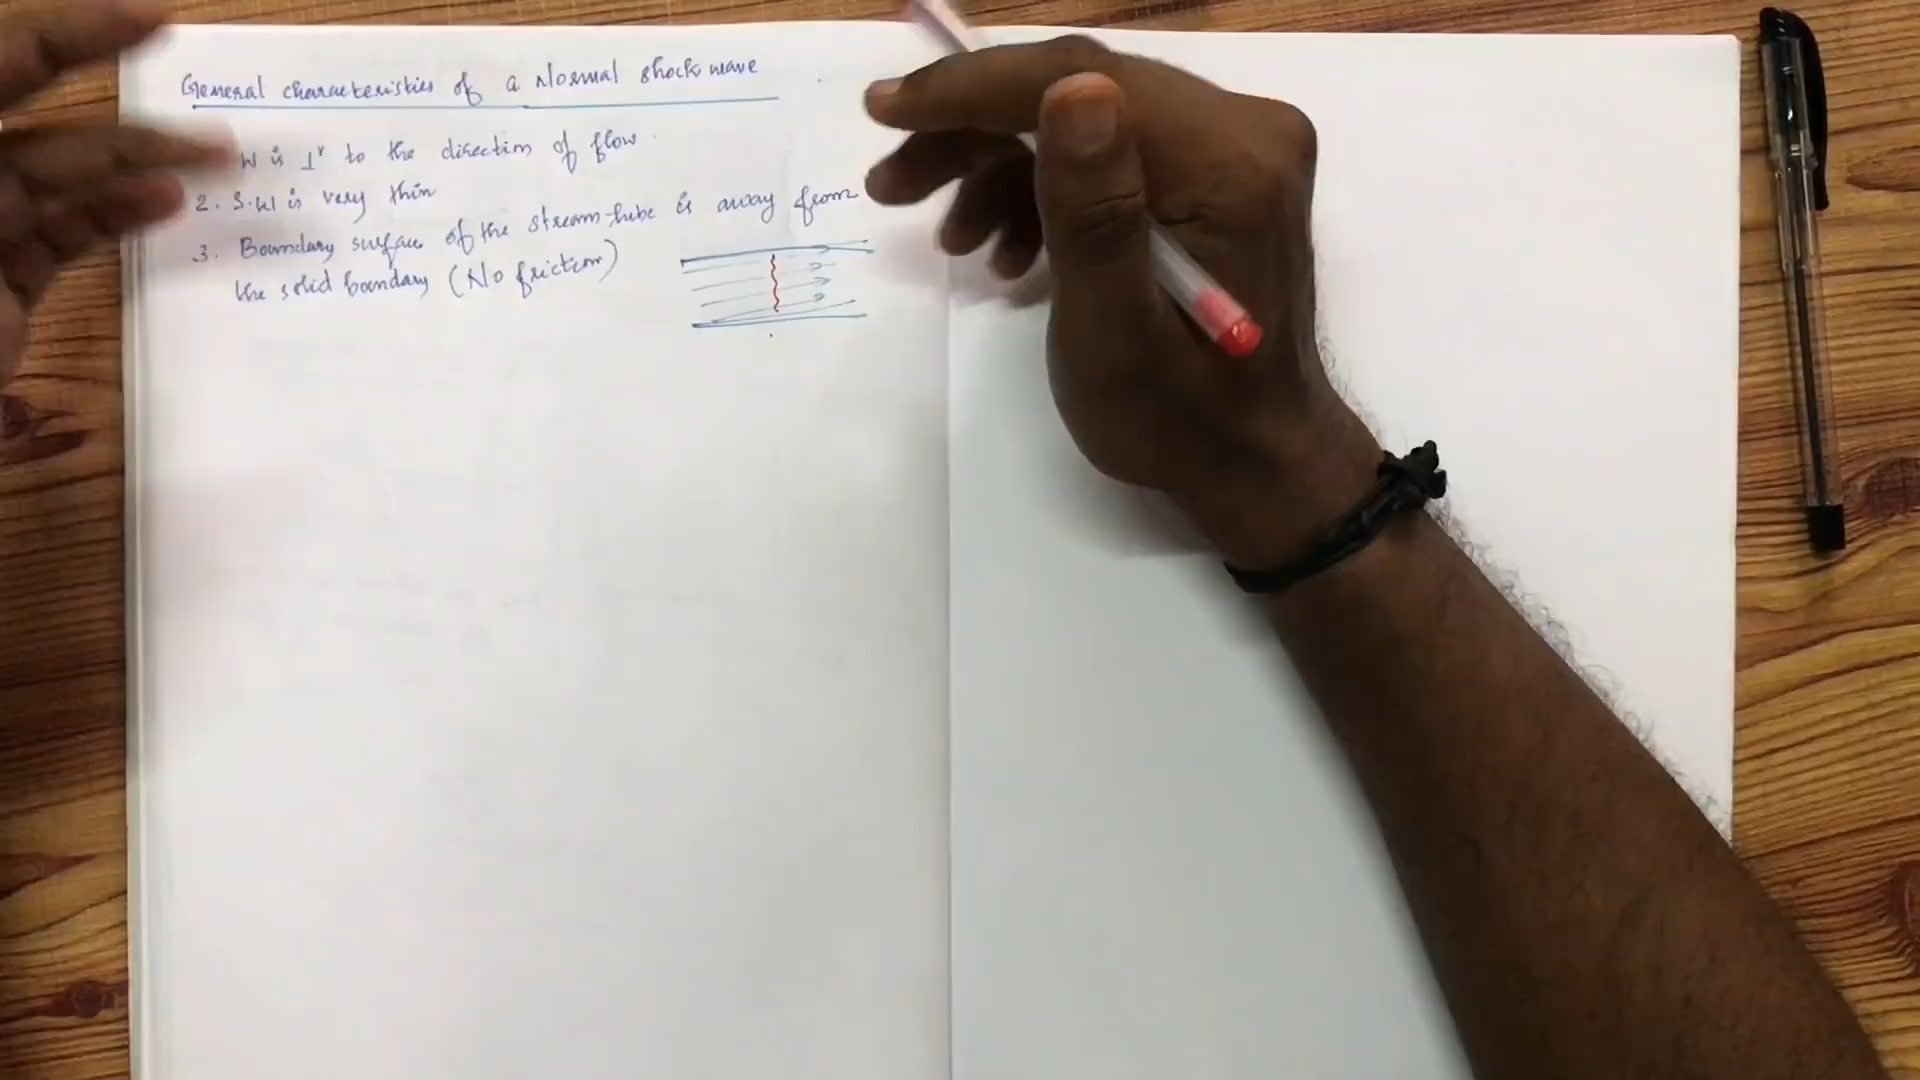 General characteristics of a Normal shock wave
W is ⊥r to the direction of flow.
2. S.W is very thin
3. Boundary surface of the stream-tube is away from
the solid boundary (No friction)